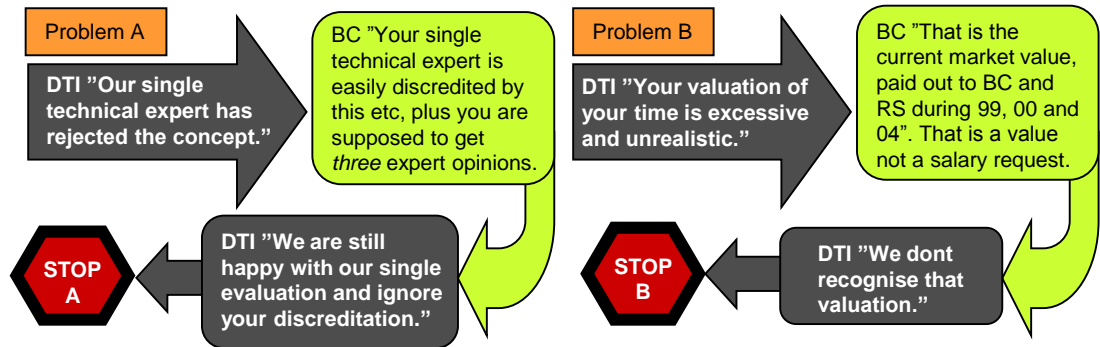 Problem A
DTI ”Our single
technical expert has
rejected the concept.”
BC ”Your single
technical expert is
easily discredited by
this etc, plus you are
supposed to get
three expert opinions.
DTI ”We are still
happy with our single
evaluation and ignore
your discreditation.”
STOP
A
Problem B
DTI ”Your valuation of
your time is excessive
and unrealistic.”
BC ”That is the
current market value,
paid out to BC and
RS during 99, 00 and
04”. That is a value
not a salary request.
DTI ”We dont
recognise that
valuation.”
STOP
B